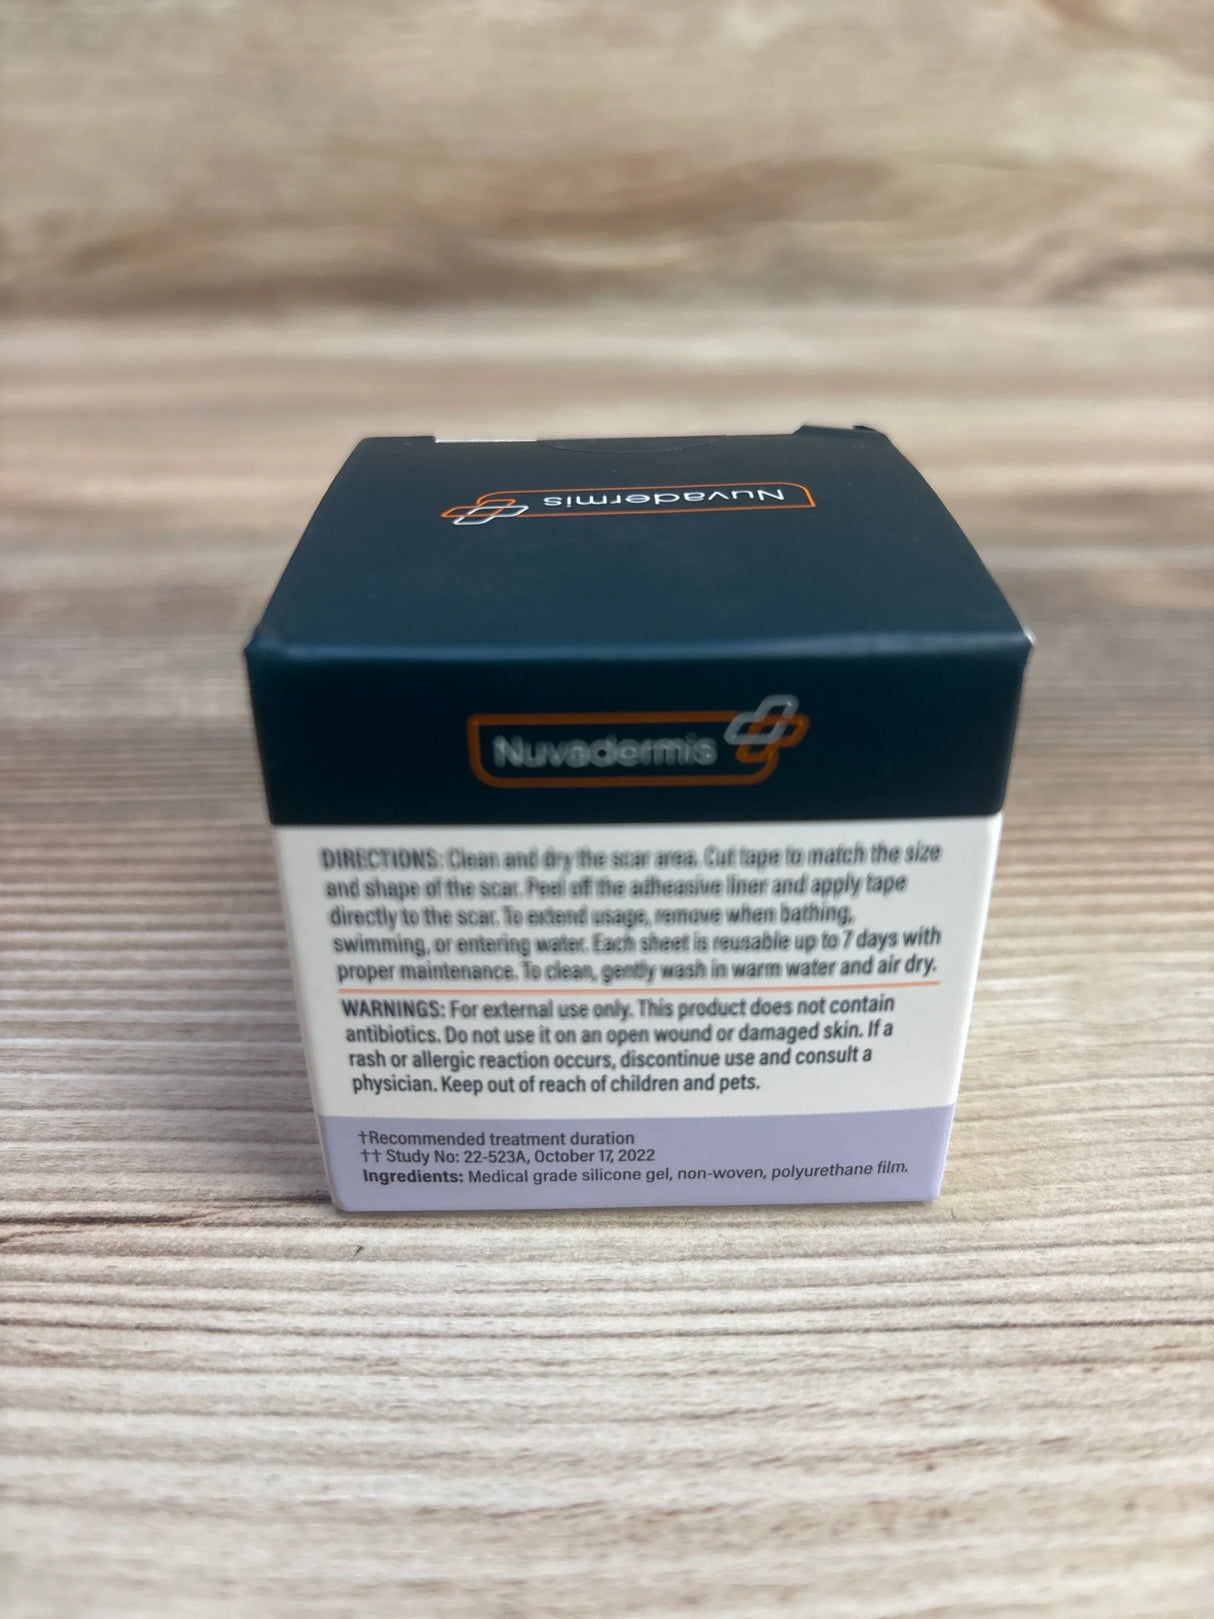 Nuvadermis
Nuvadermis
DIRECTIONS: Clean and dry the scar area. Cut tape to match the size
and shape of the scar. Peel off the adheasive liner and apply tape
directly to the scar. To extend usage, remove when bathing,
swimming, or entering water. Each sheet is reusable up to 7 days with
proper maintenance. To clean, gently wash in warm water and air dry.
WARNINGS: For external use only. This product does not contain
antibiotics. Do not use it on an open wound or damaged skin. If a
rash or allergic reaction occurs, discontinue use and consult a
physician. Keep out of reach of children and pets.
†Recommended treatment duration
†† Study No: 22-523A, October 17, 2022
Ingredients: Medical grade silicone gel, non-woven, polyurethane film.